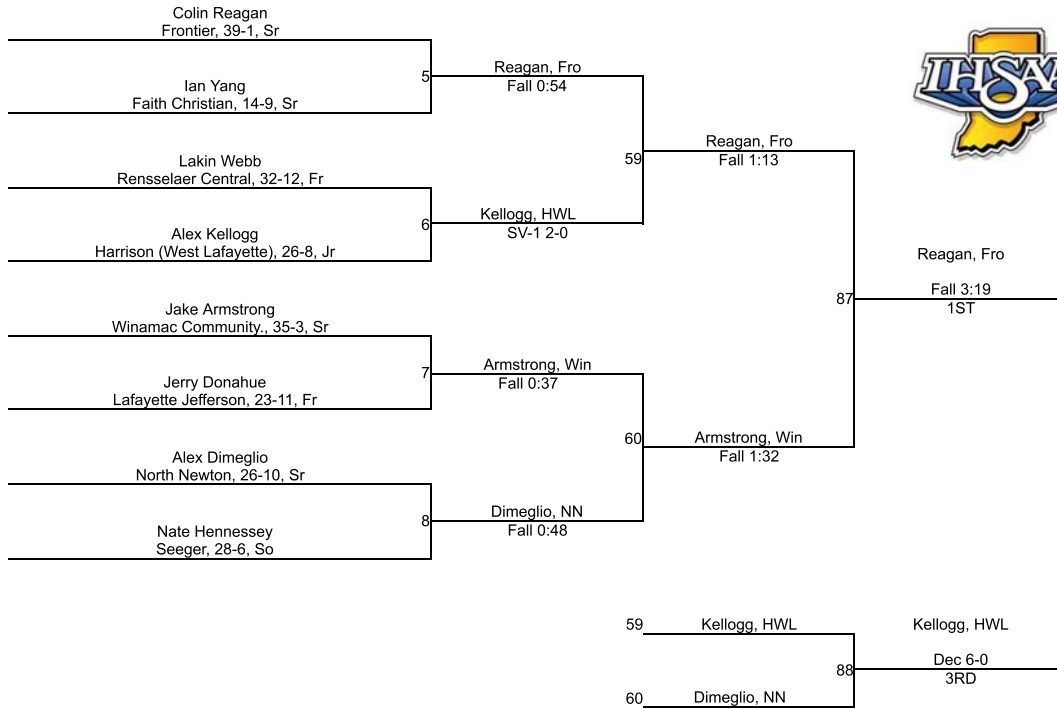 Colin Reagan
Frontier, 39-1, Sr
5
Reagan, Fro
Fall 0:54
Ian Yang
Faith Christian, 14-9, Sr
59
Reagan, Fro
Fall 1:13
IHSAA
Lakin Webb
Rensselaer Central, 32-12, Fr
6
Kellogg, HWL
SV-1 2-0
Alex Kellogg
Harrison (West Lafayette), 26-8, Jr
87
Reagan, Fro
Fall 3:19
1ST
Jake Armstrong
Winamac Community., 35-3, Sr
7
Armstrong, Win
Fall 0:37
Jerry Donahue
Lafayette Jefferson, 23-11, Fr
60
Armstrong, Win
Fall 1:32
Alex Dimeglio
North Newton, 26-10, Sr
8
Dimeglio, NN
Fall 0:48
Nate Hennessey
Seeger, 28-6, So
59
Kellogg, HWL
Kellogg, HWL
88
Dec 6-0
3RD
60
Dimeglio, NN